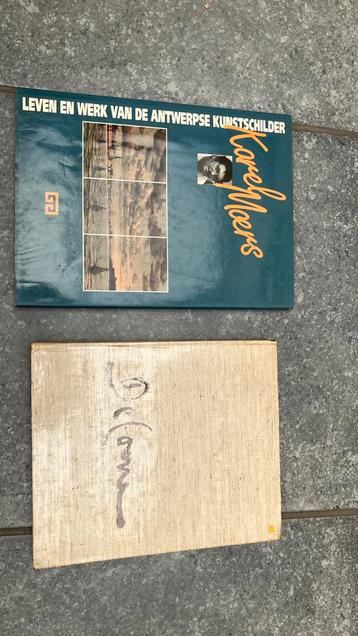 LEVEN EN WERK VAN DE ANTWERPSE KUNSTSCHILDER
Karel Moers